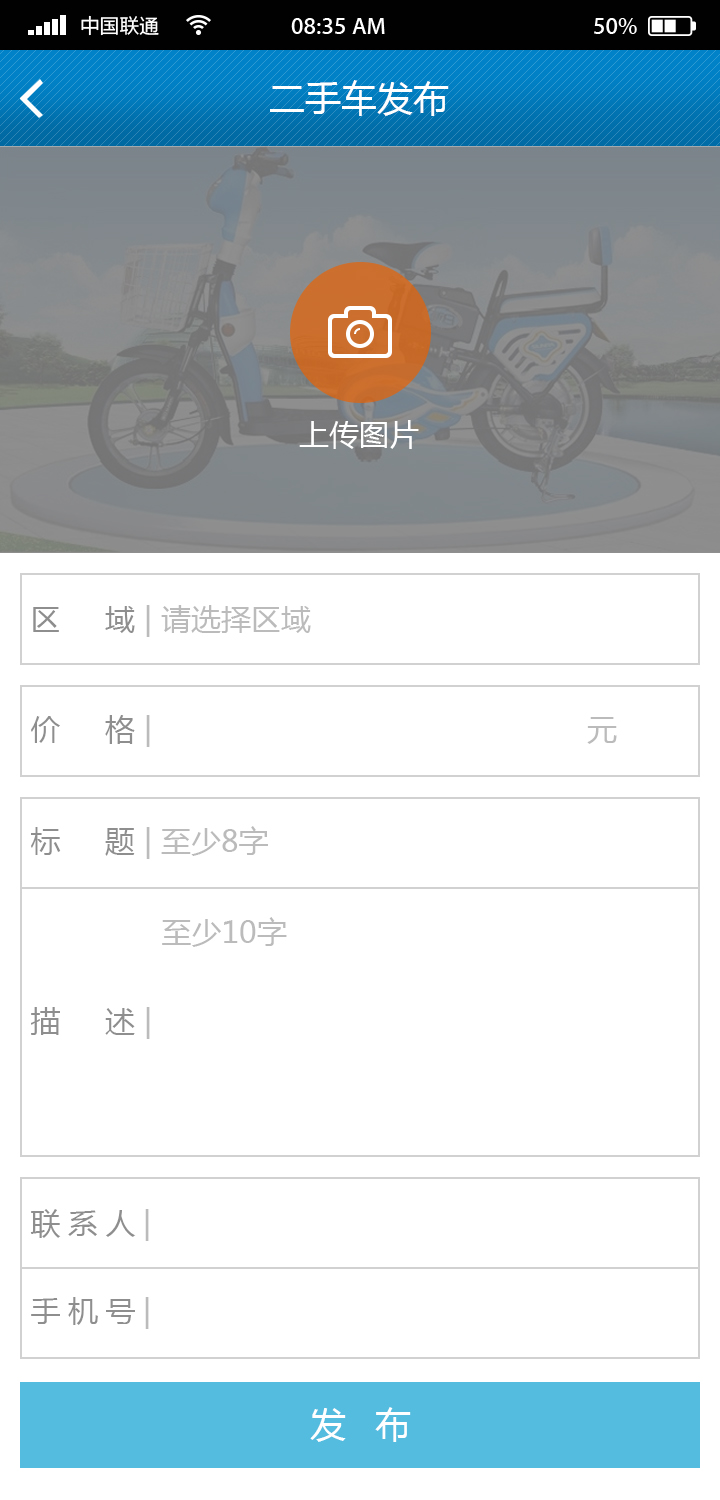 中国联通 08:35 AM 50%
二手车发布
上传图片
区 域 | 请选择区域
价 格 | 元
标 题 | 至少8字
至少10字
描 述 |
联系人 |
手机号 |
发 布